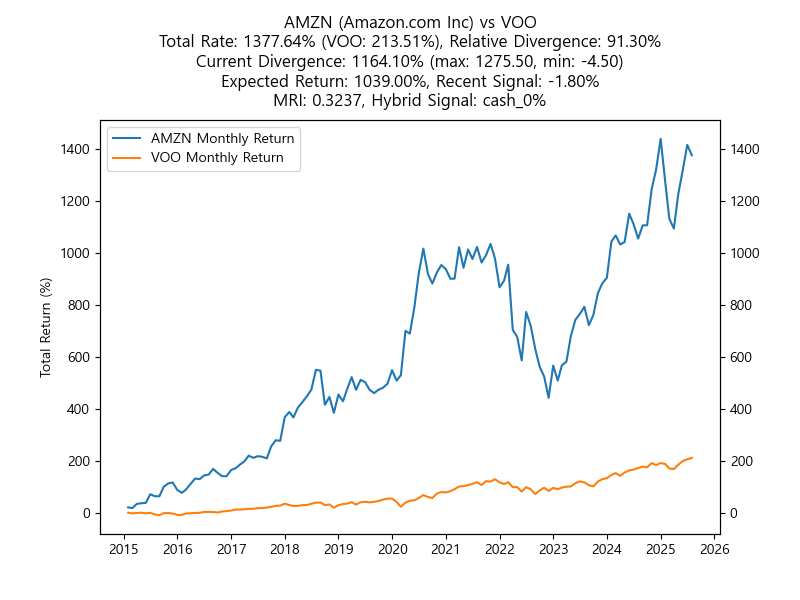 AMZN (Amazon.com Inc) vs VOO
Total Rate: 1377.64% (VOO: 213.51%), Relative Divergence: 91.30%
Current Divergence: 1164.10% (max: 1275.50, min: -4.50)
Expected Return: 1039.00%, Recent Signal: -1.80%
MRI: 0.3237, Hybrid Signal: cash_0%
AMZN Monthly Return
VOO Monthly Return
Total Return (%)
1400 1400
1200 1200
1000 1000
800 800
600 600
400 400
200 200
0 0
2015 2016 2017 2018 2019 2020 2021 2022 2023 2024 2025 2026